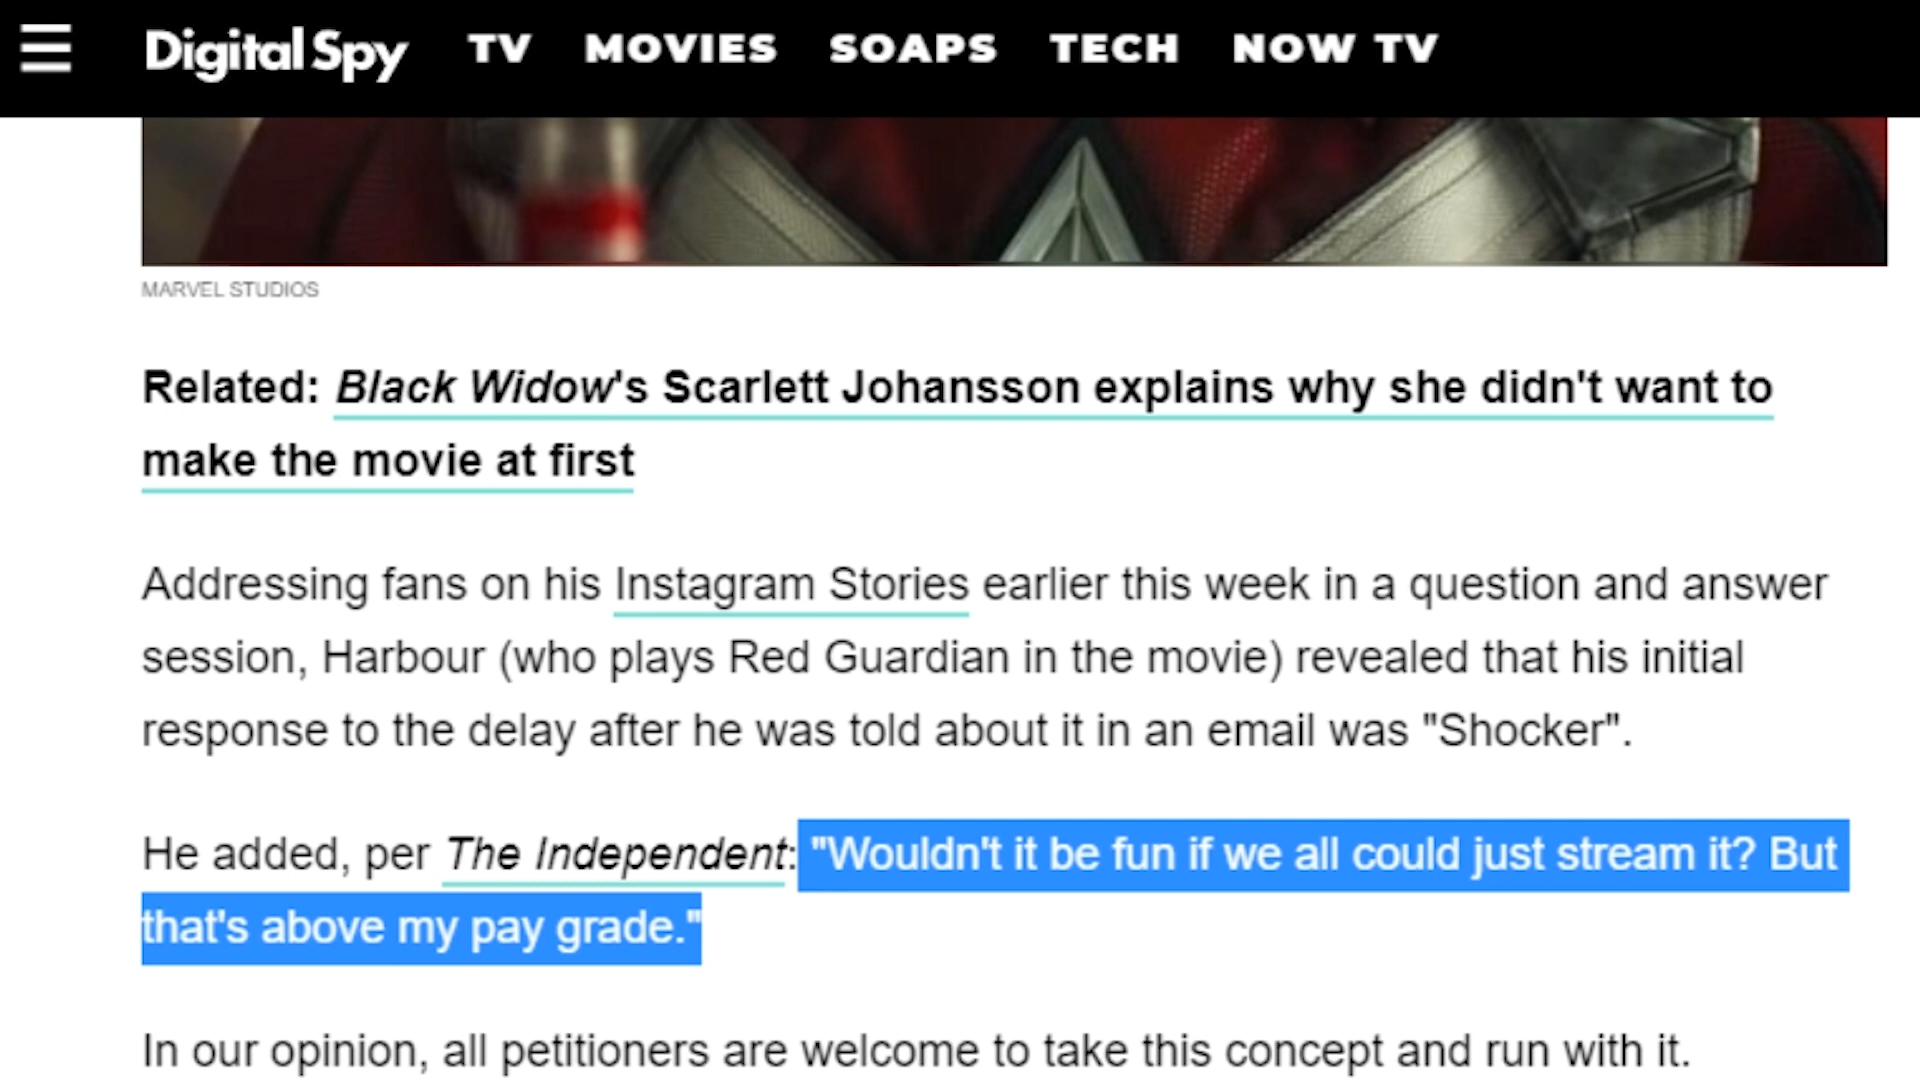 Digital Spy TV MOVIES SOAPS TECH NOW TV
MARVEL STUDIOS
Related: Black Widow's Scarlett Johansson explains why she didn't want to
make the movie at first
Addressing fans on his Instagram Stories earlier this week in a question and answer
session, Harbour (who plays Red Guardian in the movie) revealed that his initial
response to the delay after he was told about it in an email was "Shocker".
He added, per The Independent: "Wouldn't it be fun if we all could just stream it? But
that's above my pay grade."
In our opinion, all petitioners are welcome to take this concept and run with it.